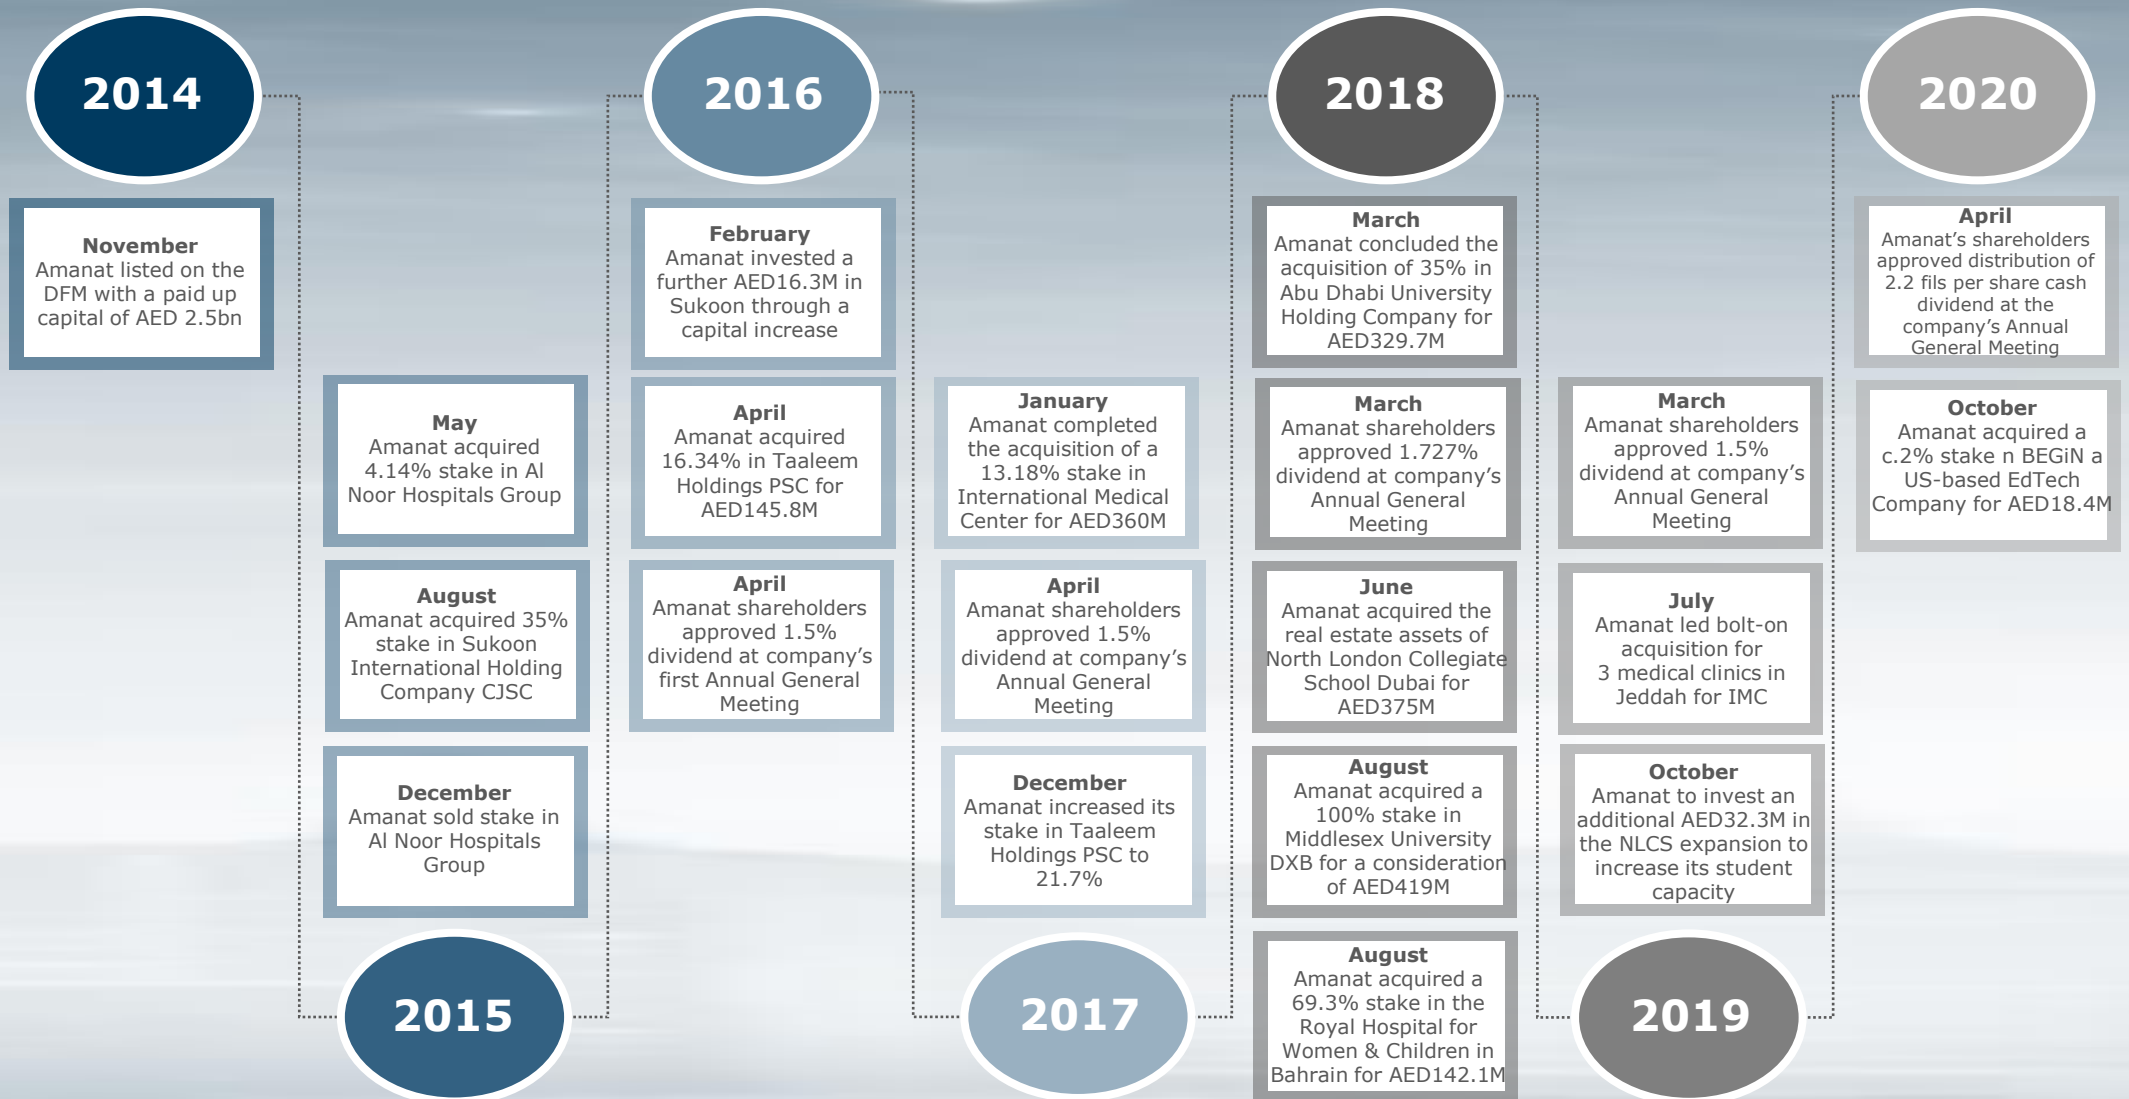 2014
November
Amanat listed on the
DFM with a paid up
capital of AED 2.5bn
May
Amanat acquired
4.14% stake in Al
Noor Hospitals Group
August
Amanat acquired 35%
stake in Sukoon
International Holding
Company CJSC
December
Amanat sold stake in
Al Noor Hospitals
Group
2015
2016
February
Amanat invested a
further AED16.3M in
Sukoon through a
capital increase
April
Amanat acquired
16.34% in Taaleem
Holdings PSC for
AED145.8M
April
Amanat shareholders
approved 1.5%
dividend at company’s
first Annual General
Meeting
January
Amanat completed
the acquisition of a
13.18% stake in
International Medical
Center for AED360M
April
Amanat shareholders
approved 1.5%
dividend at company’s
Annual General
Meeting
December
Amanat increased its
stake in Taaleem
Holdings PSC to
21.7%
2017
2018
March
Amanat concluded the
acquisition of 35% in
Abu Dhabi University
Holding Company for
AED329.7M
March
Amanat shareholders
approved 1.727%
dividend at company’s
Annual General
Meeting
June
Amanat acquired the
real estate assets of
North London Collegiate
School Dubai for
AED375M
August
Amanat acquired a
100% stake in
Middlesex University
DXB for a consideration
of AED419M
August
Amanat acquired a
69.3% stake in the
Royal Hospital for
Women & Children in
Bahrain for AED142.1M
March
Amanat shareholders
approved 1.5%
dividend at company’s
Annual General
Meeting
July
Amanat led bolt-on
acquisition for
3 medical clinics in
Jeddah for IMC
October
Amanat to invest an
additional AED32.3M in
the NLCS expansion to
increase its student
capacity
2019
2020
April
Amanat’s shareholders
approved distribution of
2.2 fils per share cash
dividend at the
company’s Annual
General Meeting
October
Amanat acquired a
c.2% stake n BEGiN a
US-based EdTech
Company for AED18.4M